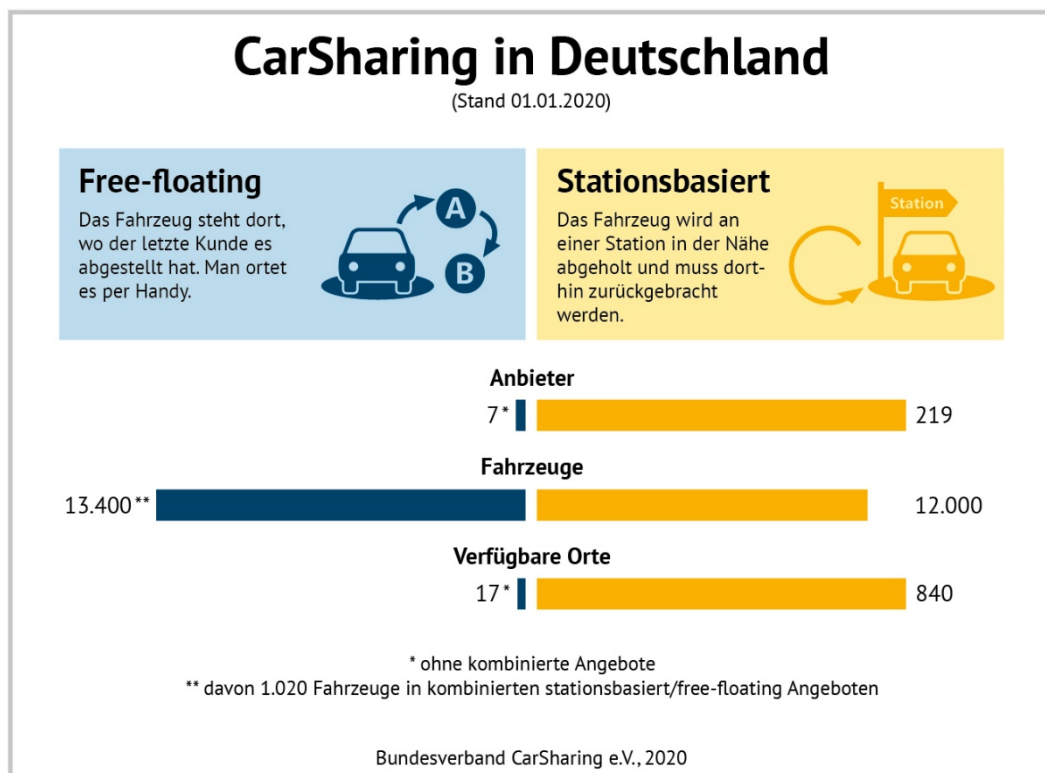 CarSharing in Deutschland
(Stand 01.01.2020)
Free-floating
Das Fahrzeug steht dort,
wo der letzte Kunde es
abgestellt hat. Man ortet
es per Handy.
A
B
Stationsbasiert
Das Fahrzeug wird an
einer Station in der Nähe
abgeholt und muss dort-
hin zurückgebracht
werden.
Station
Anbieter
7 * 219
Fahrzeuge
13.400 ** 12.000
Verfügbare Orte
17 * 840
* ohne kombinierte Angebote
** davon 1.020 Fahrzeuge in kombinierten stationsbasiert/free-floating Angeboten
Bundesverband CarSharing e.V., 2020